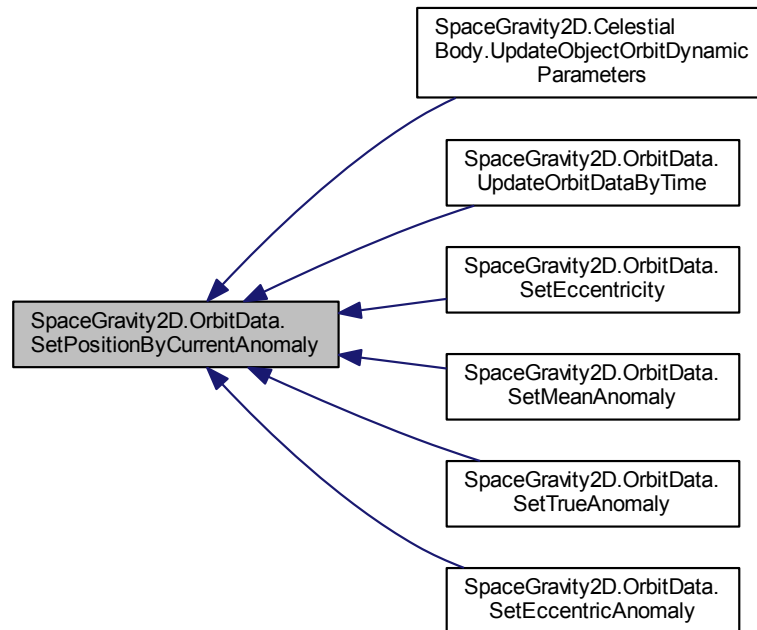 SpaceGravity2D.Celestial
Body.UpdateObjectOrbitDynamic
Parameters
SpaceGravity2D.OrbitData.
UpdateOrbitDataByTime
SpaceGravity2D.OrbitData.
SetEccentricity
SpaceGravity2D.OrbitData.
SetPositionByCurrentAnomaly
SpaceGravity2D.OrbitData.
SetMeanAnomaly
SpaceGravity2D.OrbitData.
SetTrueAnomaly
SpaceGravity2D.OrbitData.
SetEccentricAnomaly